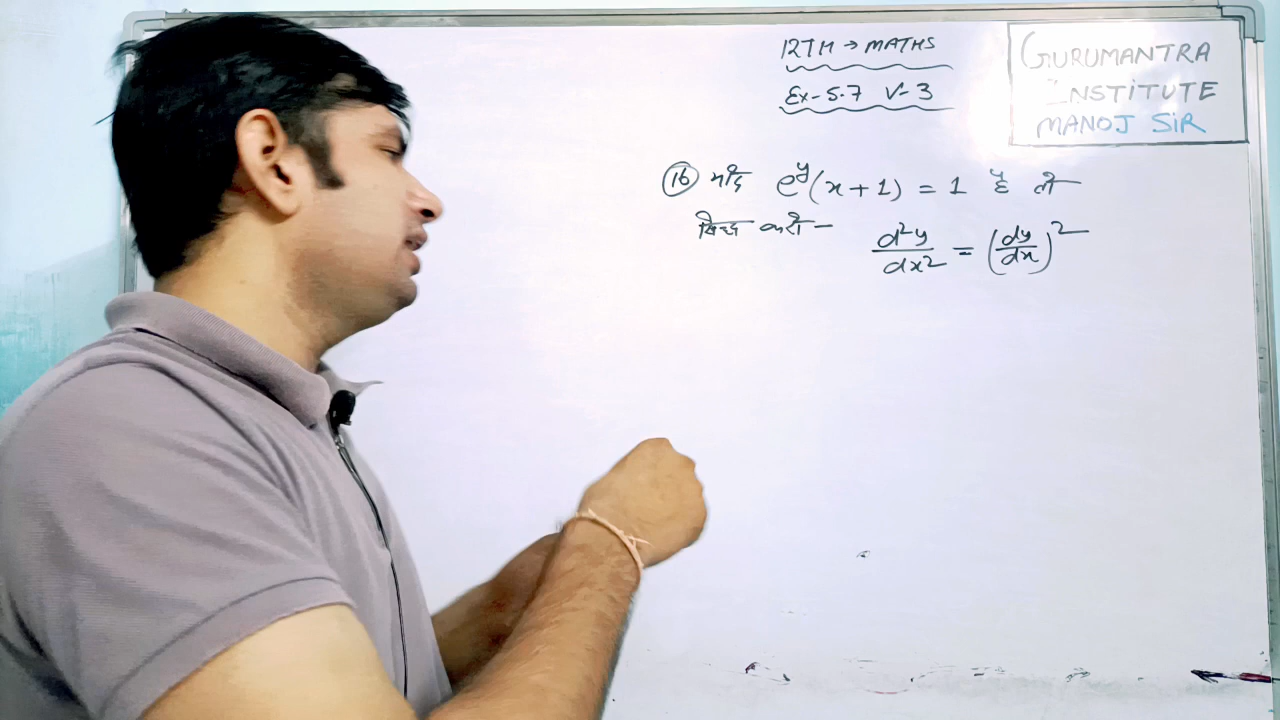 12TH → MATHS
Ex-5.7 V-3
GURUMANTRA
INSTITUTE
MANOJ SIR
(16) यदि e^y(x+1) = 1 है तो
सिद्ध करो - d²y/dx² = (dy/dx)²